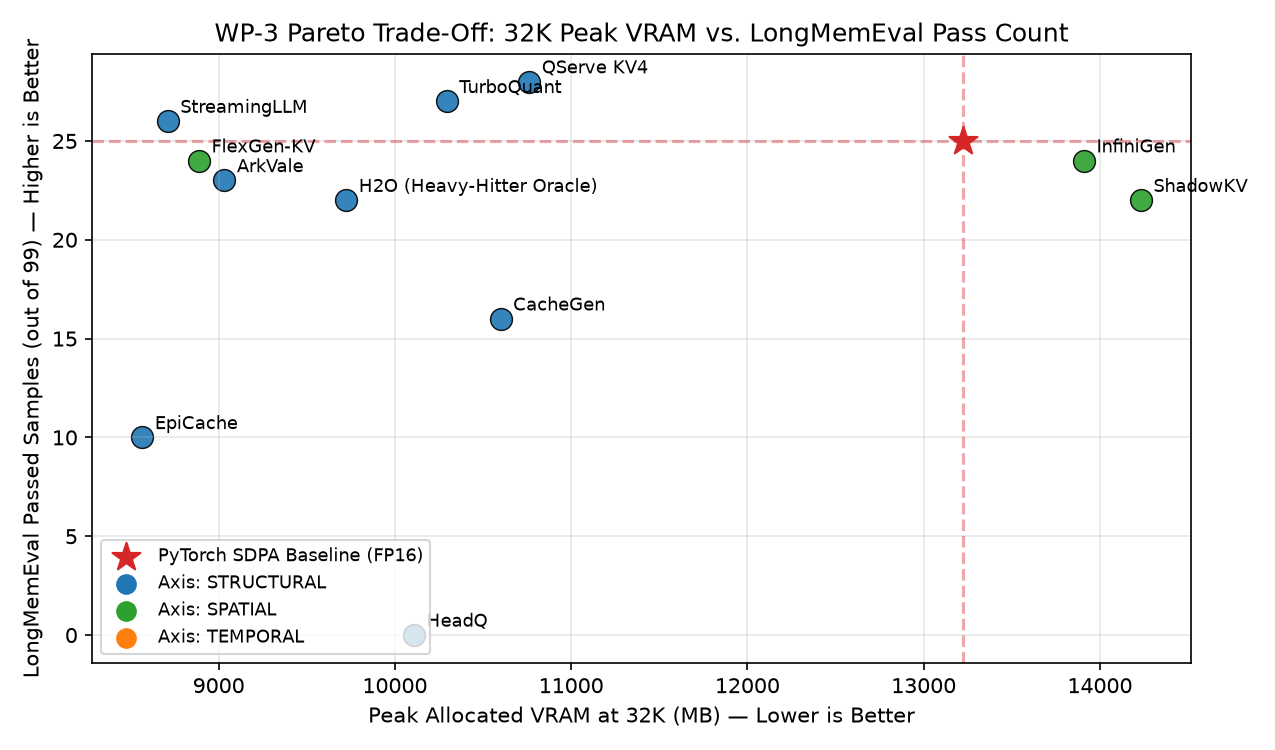 WP-3 Pareto Trade-Off: 32K Peak VRAM vs. LongMemEval Pass Count
LongMemEval Passed Samples (out of 99) — Higher is Better
QServe KV4
TurboQuant
StreamingLLM
25
FlexGen-KV
InfiniGen
ArkVale
H2O (Heavy-Hitter Oracle)
ShadowKV
20
CacheGen
15
EpiCache
10
5
PyTorch SDPA Baseline (FP16)
Axis: STRUCTURAL
Axis: SPATIAL
Axis: TEMPORAL
HeadQ
0
9000
10000
11000
12000
13000
14000
Peak Allocated VRAM at 32K (MB) — Lower is Better